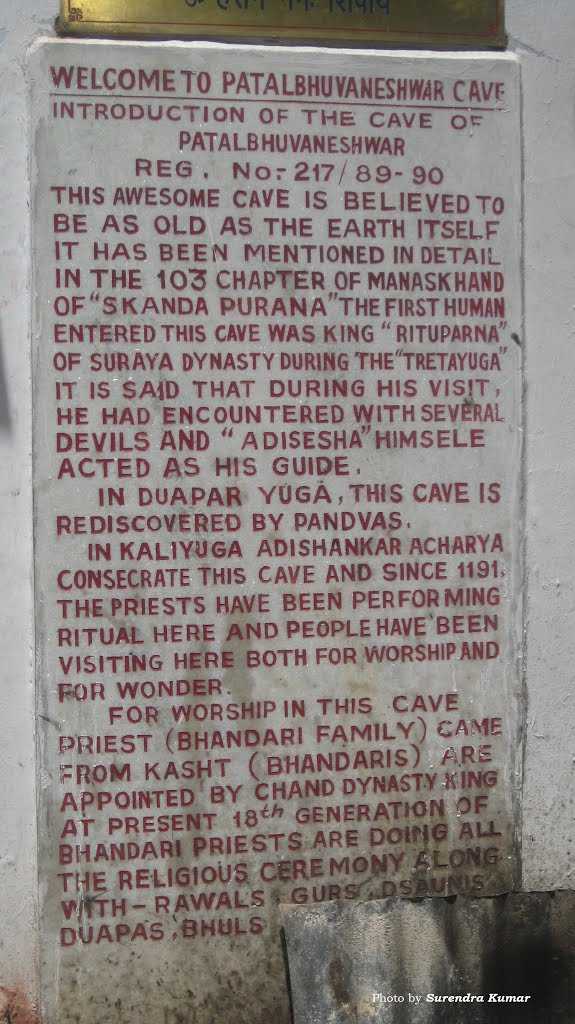 नमः शिवाय
WELCOME TO PATALBHUVANESHWAR CAVE
INTRODUCTION OF THE CAVE OF
PATALBHUVANESHWAR
REG. No:- 217/89-90
THIS AWESOME CAVE IS BELIEVED TO
BE AS OLD AS THE EARTH ITSELF
IT HAS BEEN MENTIONED IN DETAIL
IN THE 103 CHAPTER OF MANASKHAND
OF "SKANDA PURANA" THE FIRST HUMAN
ENTERED THIS CAVE WAS KING "RITUPARNA"
OF SURAYA DYNASTY DURING THE "TRETAYUGA"
IT IS SAID THAT DURING HIS VISIT,
HE HAD ENCOUNTERED WITH SEVERAL
DEVILS AND "ADISESHA" HIMSELE
ACTED AS HIS GUIDE.
IN DUAPAR YUGA, THIS CAVE IS
REDISCOVERED BY PANDVAS.
IN KALIYUGA ADISHANKAR ACHARYA
CONSECRATE THIS CAVE AND SINCE 1191,
THE PRIESTS HAVE BEEN PERFORMING
RITUAL HERE AND PEOPLE HAVE BEEN
VISITING HERE BOTH FOR WORSHIP AND
FOR WONDER.
FOR WORSHIP IN THIS CAVE
PRIEST (BHANDARI FAMILY) CAME
FROM KASHT (BHANDARIS) ARE
APPOINTED BY CHAND DYNASTY KING
AT PRESENT 18th GENERATION OF
BHANDARI PRIESTS ARE DOING ALL
THE RELIGIOUS CEREMONY ALONG
WITH - RAWALS GURS, DSAUNIS
DUAPAS, BHULS
Photo by Surendra Kumar